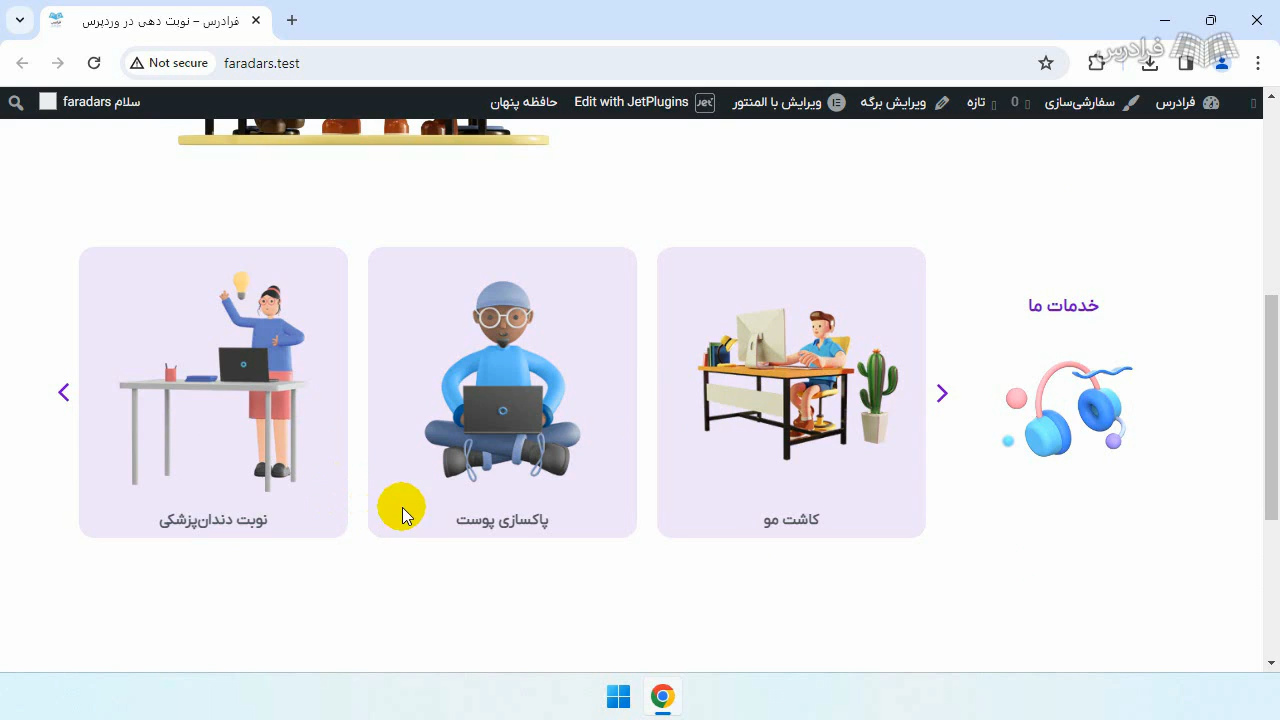 فرادرس – نوبت دهی در وردپرس
فرادرس
Not secure
faradars.test
فرادرس
سفارشی‌سازی
0
تازه
ویرایش برگه
ویرایش با المنتور
Edit with JetPlugins
حافظه پنهان
سلام faradars
خدمات ما
کاشت مو
پاکسازی پوست
نوبت دندان‌پزشکی